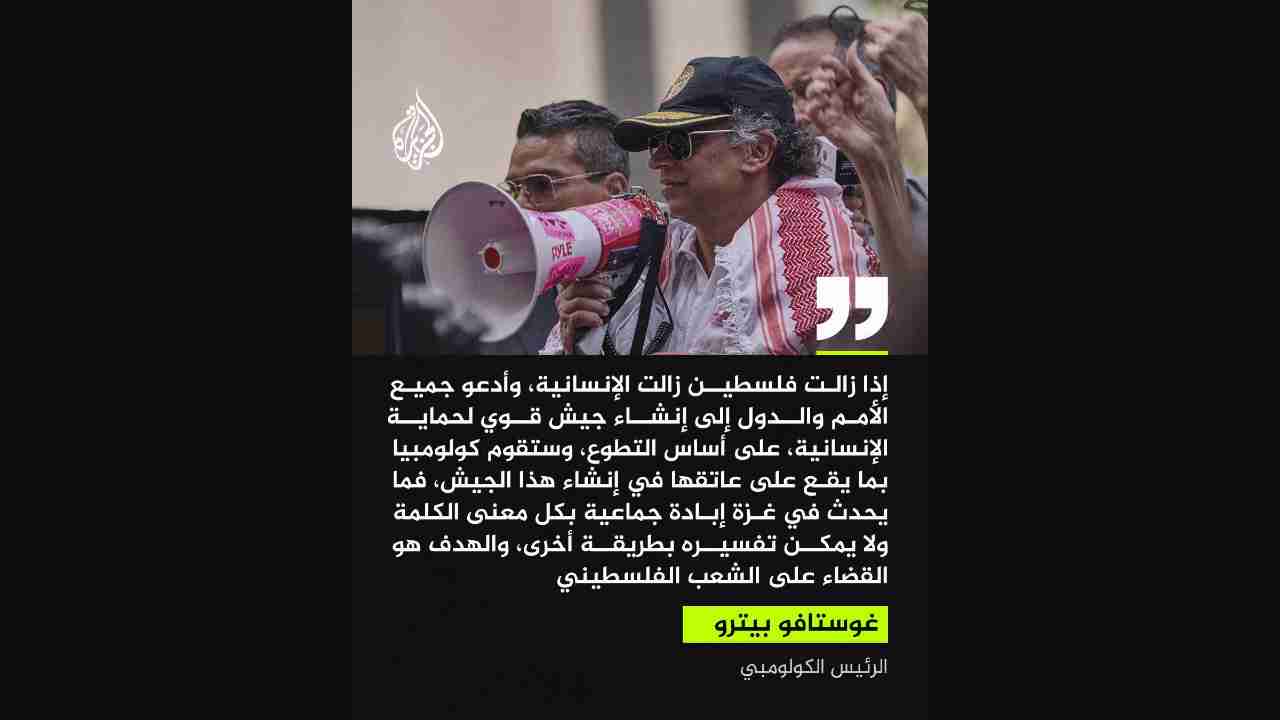 الجزيرة
YLE
إذا زالت فلسطين زالت الإنسانية، وأدعو جميع
الأمم والدول إلى إنشاء جيش قوي لحماية
الإنسانية، على أساس التطوع، وستقوم كولومبيا
بما يقع على عاتقها في إنشاء هذا الجيش، فما
يحدث في غزة إبادة جماعية بكل معنى الكلمة
ولا يمكن تفسيره بطريقة أخرى، والهدف هو
القضاء على الشعب الفلسطيني
غوستافو بيترو
الرئيس الكولومبي